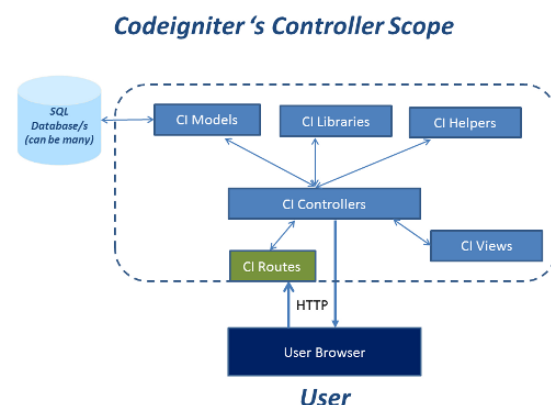 Codeigniter ‘s Controller Scope
SQL
Database/s
(can be many)
CI Models
CI Libraries
CI Helpers
CI Controllers
CI Views
CI Routes
HTTP
User Browser
User